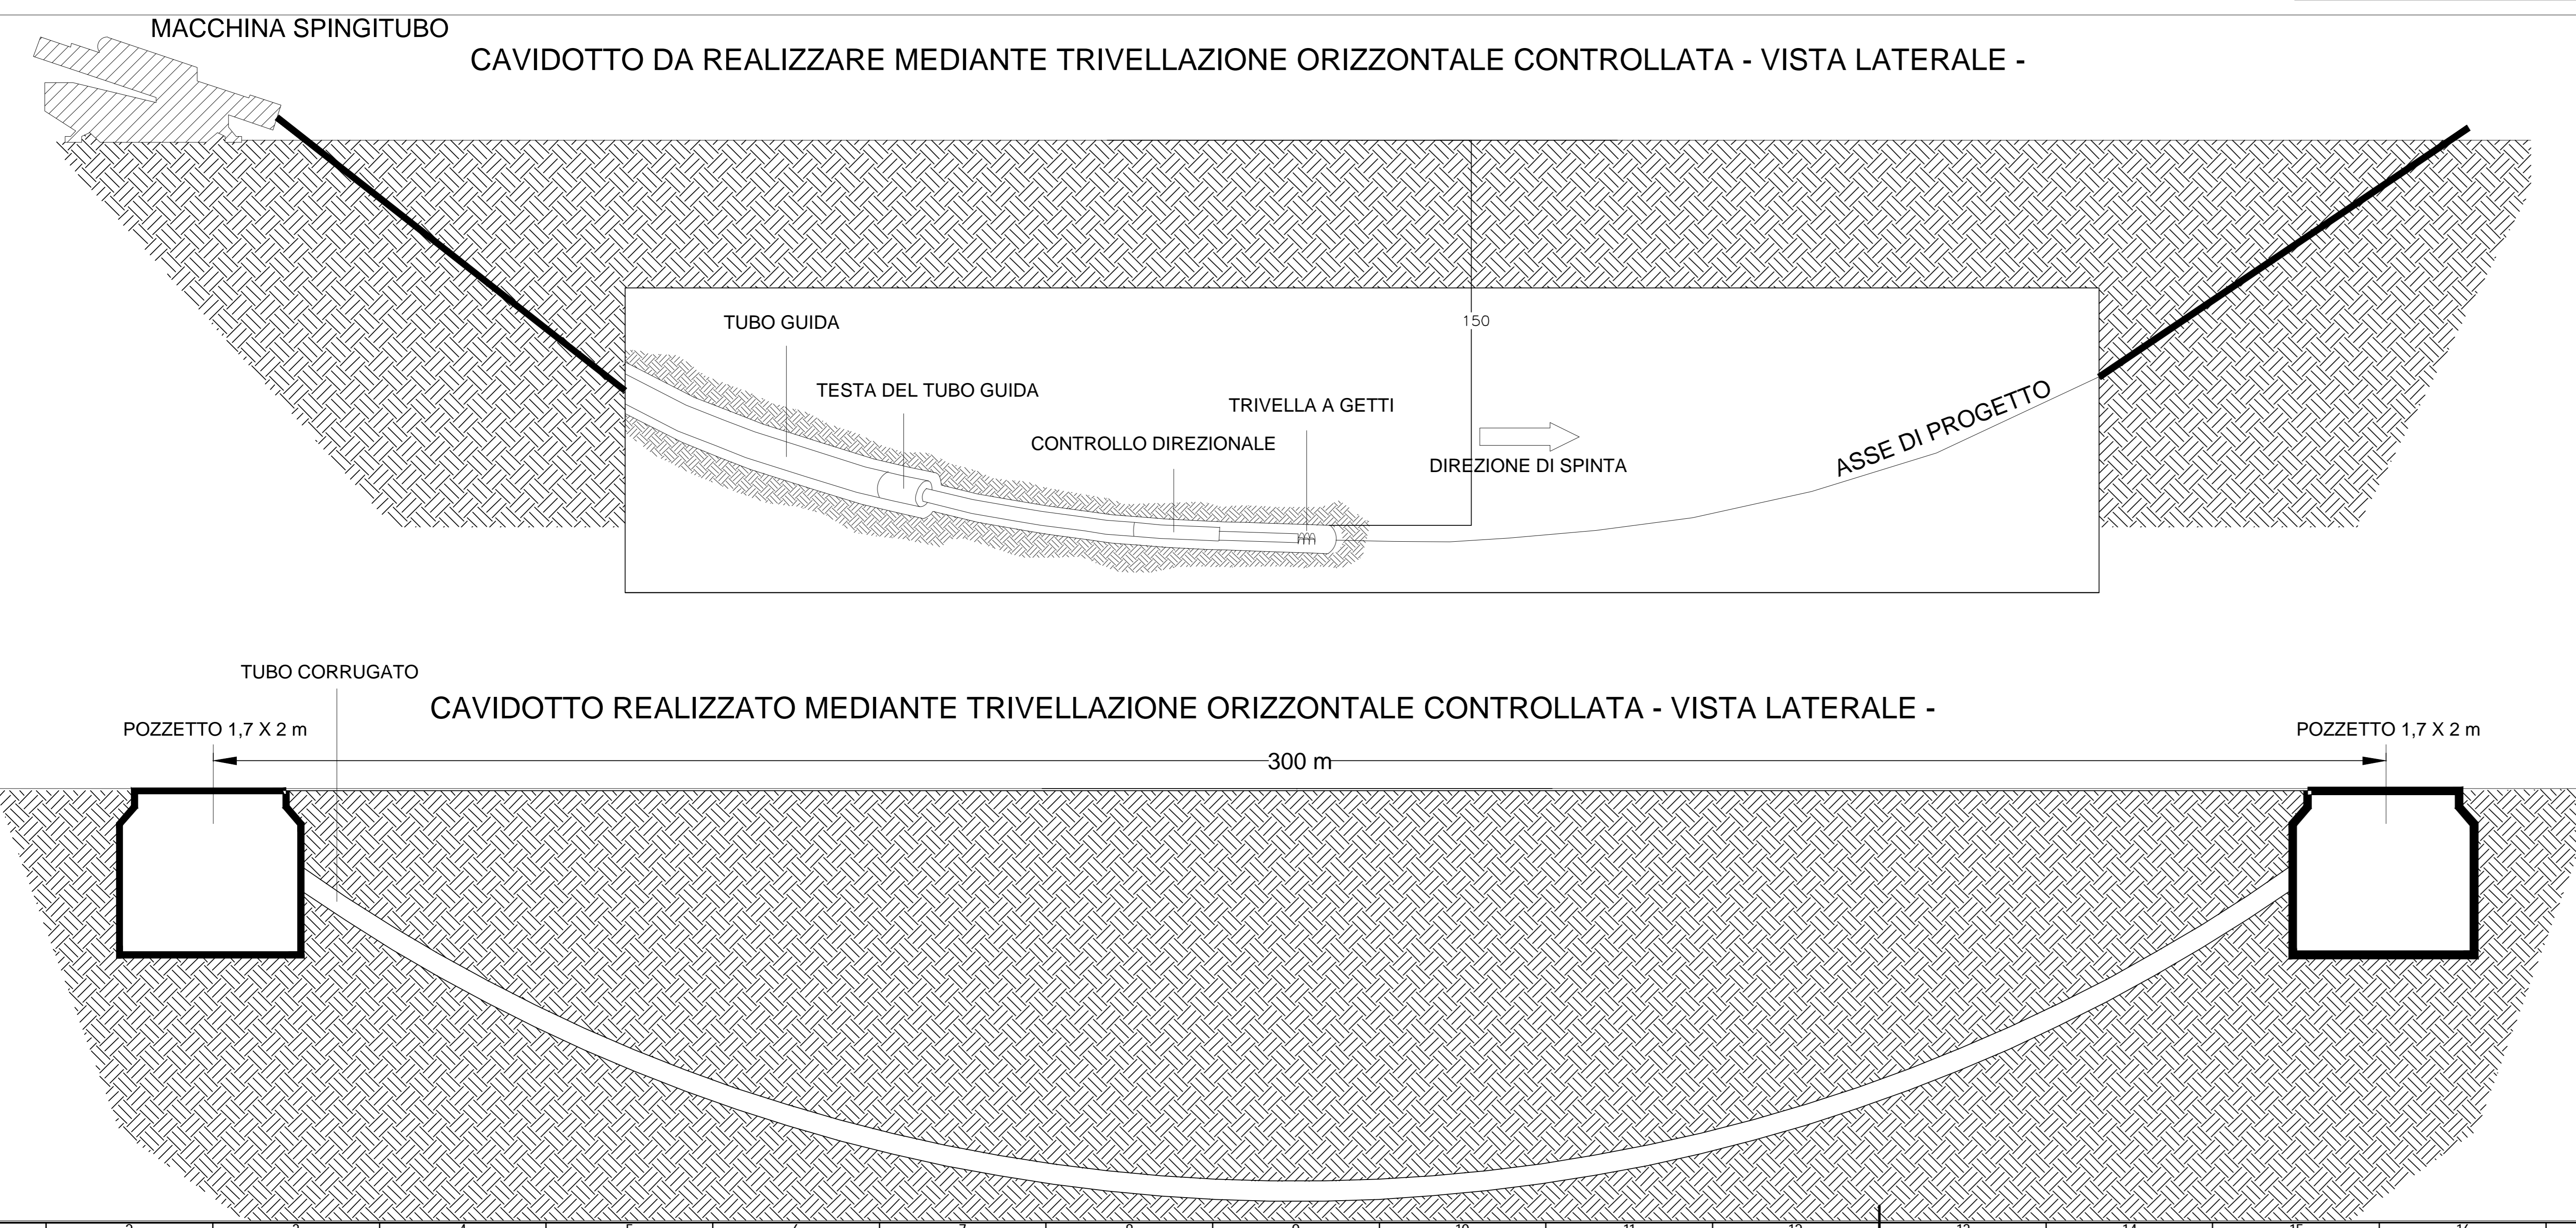 MACCHINA SPINGITUBO
CAVIDOTTO DA REALIZZARE MEDIANTE TRIVELLAZIONE ORIZZONTALE CONTROLLATA - VISTA LATERALE -
TUBO GUIDA
150
TESTA DEL TUBO GUIDA
TRIVELLA A GETTI
CONTROLLO DIREZIONALE
DIREZIONE DI SPINTA
ASSE DI PROGETTO
TUBO CORRUGATO
CAVIDOTTO REALIZZATO MEDIANTE TRIVELLAZIONE ORIZZONTALE CONTROLLATA - VISTA LATERALE -
POZZETTO 1,7 X 2 m
POZZETTO 1,7 X 2 m
300 m